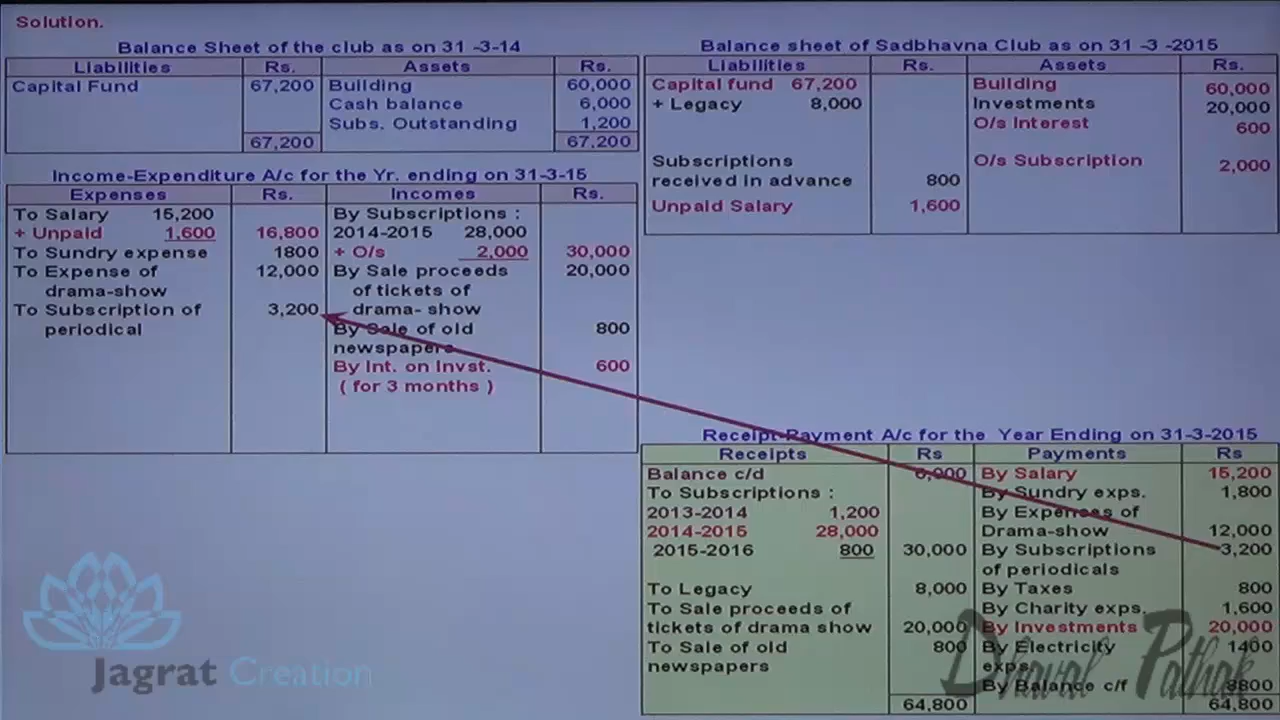 Solution.
Balance Sheet of the club as on 31 -3-14
Liabilities Rs. Assets Rs.
Capital Fund 67,200 Building 60,000
Cash balance 6,000
Subs. Outstanding 1,200
67,200 67,200
Income-Expenditure A/c for the Yr. ending on 31-3-15
Expenses Rs. Incomes Rs.
To Salary 15,200 By Subscriptions :
+ Unpaid 1,600 16,800 2014-2015 28,000
To Sundry expense 1800 + O/s 2,000 30,000
To Expense of 12,000 By Sale proceeds 20,000
drama-show of tickets of
To Subscription of 3,200 drama- show
periodical By Sale of old 800
newspapers
By Int. on Invst. 600
( for 3 months )
Balance sheet of Sadbhavna Club as on 31 -3 -2015
Liabilities Rs. Assets Rs.
Capital fund 67,200 Building 60,000
+ Legacy 8,000 Investments 20,000
O/s Interest 600
Subscriptions O/s Subscription 2,000
received in advance 800
Unpaid Salary 1,600
Receipt-Payment A/c for the Year Ending on 31-3-2015
Receipts Rs Payments Rs
Balance c/d 6,000 By Salary 15,200
To Subscriptions : By Sundry exps. 1,800
2013-2014 1,200 By Expenses of
2014-2015 28,000 Drama-show 12,000
2015-2016 800 30,000 By Subscriptions 3,200
of periodicals
To Legacy 8,000 By Taxes 800
To Sale proceeds of By Charity exps. 1,600
tickets of drama show 20,000 By Investments 20,000
To Sale of old 800 By Electricity 1400
newspapers exps.
By Balance c/f 8800
64,800 64,800
Jagrat Creation
Dhaval Pathak